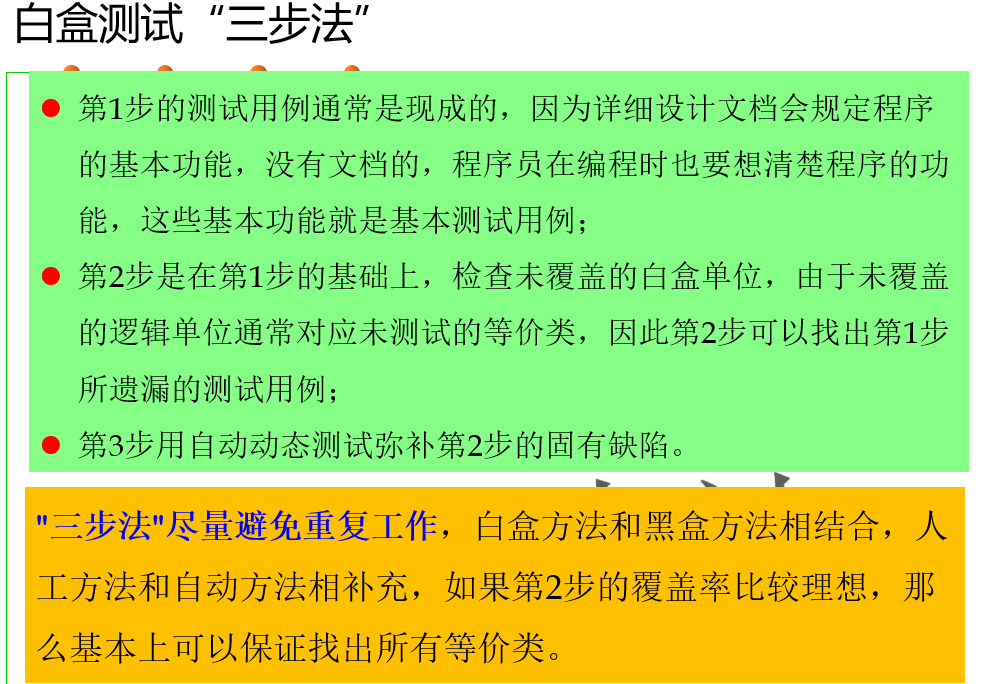 白盒测试“三步法”
第1步的测试用例通常是现成的，因为详细设计文档会规定程序
的基本功能，没有文档的，程序员在编程时也要想清楚程序的功
能，这些基本功能就是基本测试用例；
第2步是在第1步的基础上，检查未覆盖的白盒单位，由于未覆盖
的逻辑单位通常对应未测试的等价类，因此第2步可以找出第1步
所遗漏的测试用例；
第3步用自动动态测试弥补第2步的固有缺陷。
"三步法"尽量避免重复工作，白盒方法和黑盒方法相结合，人
工方法和自动方法相补充，如果第2步的覆盖率比较理想，那
么基本上可以保证找出所有等价类。